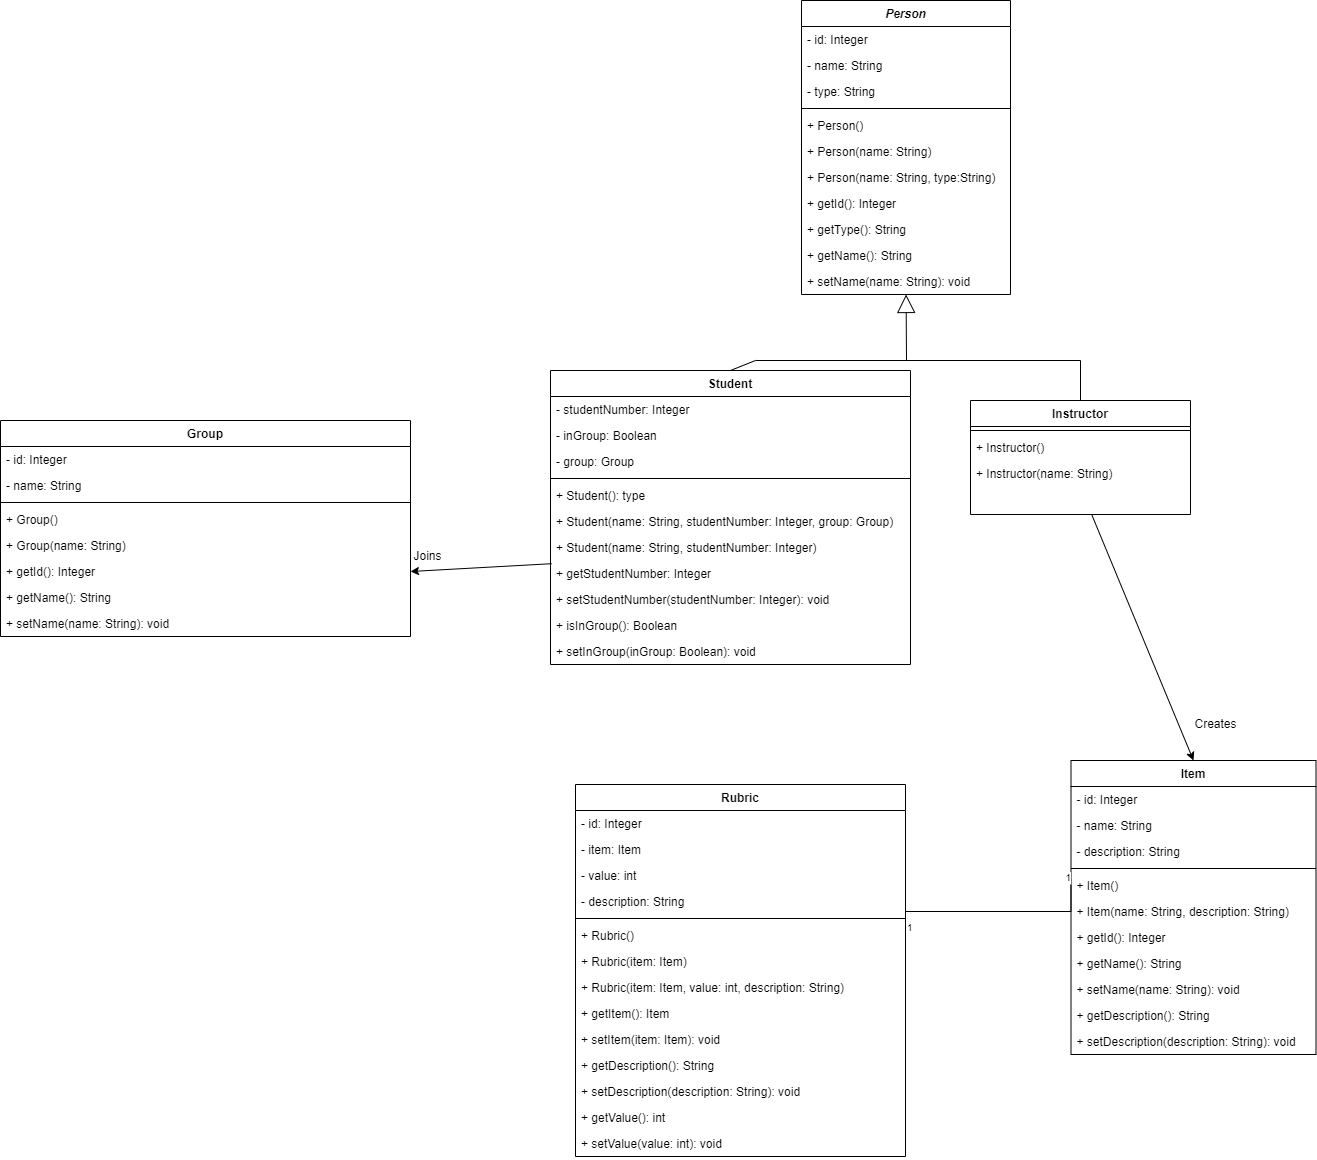 Person
- id: Integer
- name: String
- type: String
+ Person()
+ Person(name: String)
+ Person(name: String, type:String)
+ getId(): Integer
+ getType(): String
+ getName(): String
+ setName(name: String): void
Student
- studentNumber: Integer
- inGroup: Boolean
- group: Group
+ Student(): type
+ Student(name: String, studentNumber: Integer, group: Group)
+ Student(name: String, studentNumber: Integer)
+ getStudentNumber: Integer
+ setStudentNumber(studentNumber: Integer): void
+ isInGroup(): Boolean
+ setInGroup(inGroup: Boolean): void
Instructor
+ Instructor()
+ Instructor(name: String)
Group
- id: Integer
- name: String
+ Group()
+ Group(name: String)
+ getId(): Integer
+ getName(): String
+ setName(name: String): void
Joins
Creates
Item
- id: Integer
- name: String
- description: String
+ Item()
+ Item(name: String, description: String)
+ getId(): Integer
+ getName(): String
+ setName(name: String): void
+ getDescription(): String
+ setDescription(description: String): void
1
1
Rubric
- id: Integer
- item: Item
- value: int
- description: String
+ Rubric()
+ Rubric(item: Item)
+ Rubric(item: Item, value: int, description: String)
+ getItem(): Item
+ setItem(item: Item): void
+ getDescription(): String
+ setDescription(description: String): void
+ getValue(): int
+ setValue(value: int): void